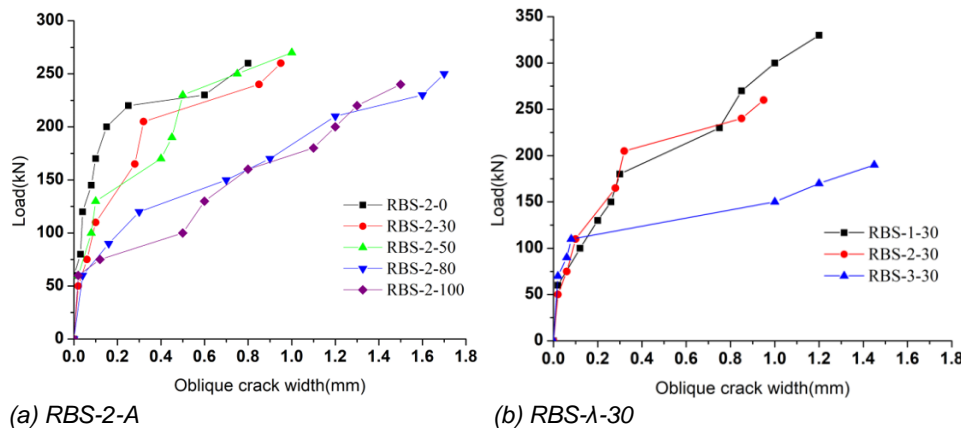 300
250
200
150
100
50
0
Load(kN)
0.0 0.2 0.4 0.6 0.8 1.0 1.2 1.4 1.6 1.8
Oblique crack width(mm)
RBS-2-0
RBS-2-30
RBS-2-50
RBS-2-80
RBS-2-100
(a) RBS-2-A
350
300
250
200
150
100
50
0
Load(kN)
0.0 0.2 0.4 0.6 0.8 1.0 1.2 1.4 1.6 1.8
Oblique crack width(mm)
RBS-1-30
RBS-2-30
RBS-3-30
(b) RBS-λ-30